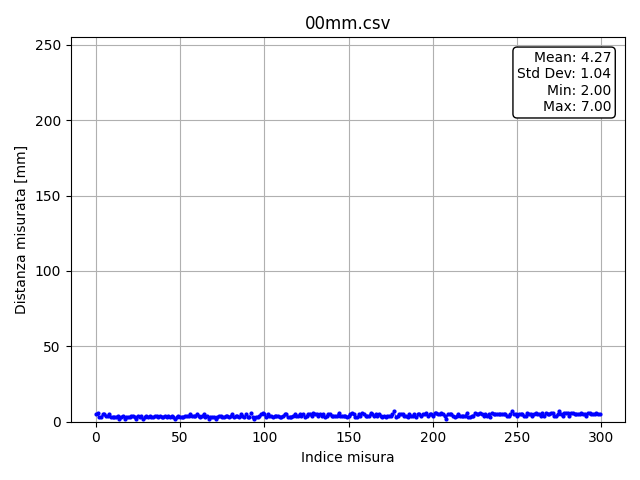 00mm.csv
Mean: 4.27
Std Dev: 1.04
Min: 2.00
Max: 7.00
250
200
150
100
50
0
Distanza misurata [mm]
0 50 100 150 200 250 300
Indice misura